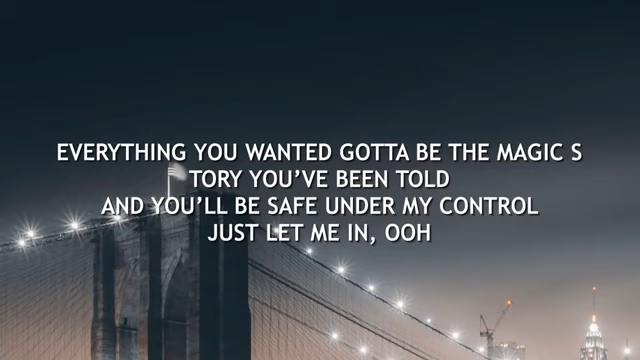 EVERYTHING YOU WANTED GOTTA BE THE MAGIC S
TORY YOU’VE BEEN TOLD
AND YOU’LL BE SAFE UNDER MY CONTROL
JUST LET ME IN, OOH